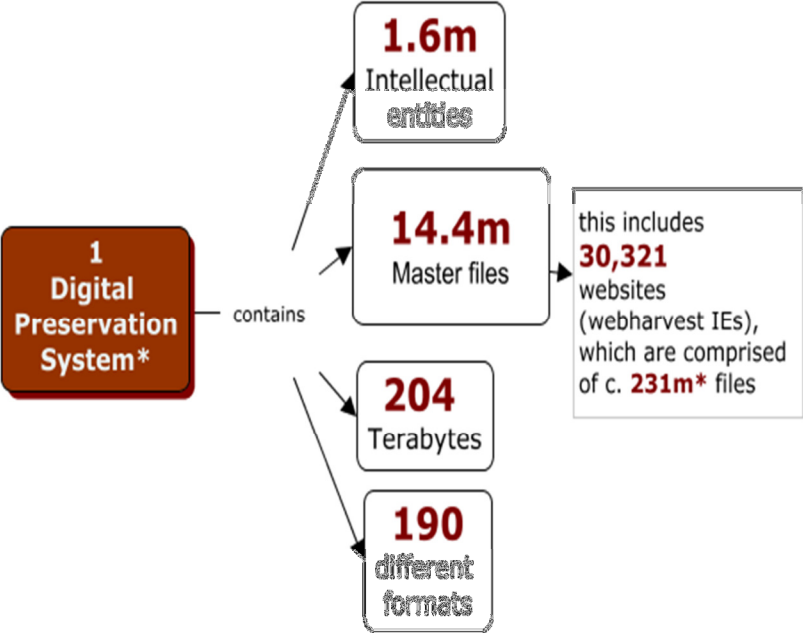 1
Digital
Preservation
System*
contains
1.6m
Intellectual
entities
14.4m
Master files
this includes
30,321
websites
(webharvest IEs),
which are comprised
of c. 231m* files
204
Terabytes
190
different
formats